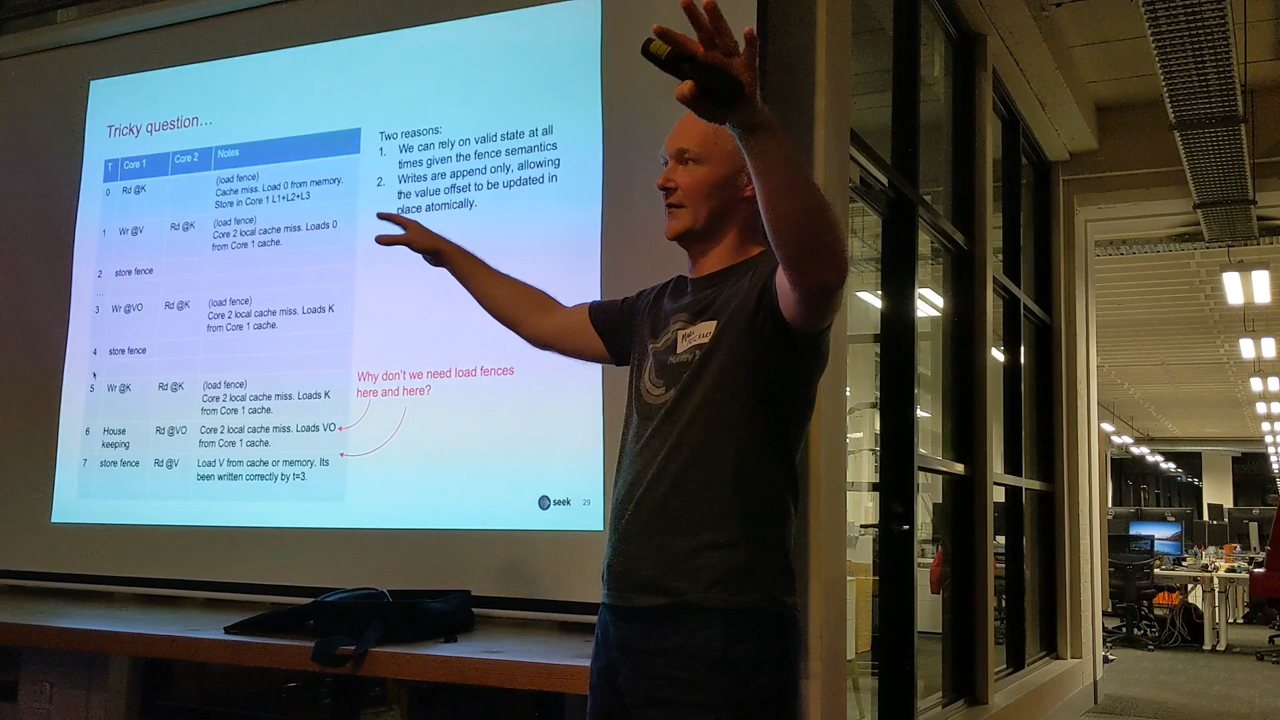 Tricky question...
T Core 1 Core 2 Notes
0 Rd @K (load fence)
Cache miss. Load 0 from memory.
Store in Core 1 L1+L2+L3
1 Wr @V Rd @K (load fence)
Core 2 local cache miss. Loads 0
from Core 1 cache.
2 store fence
...
3 Wr @VO Rd @K (load fence)
Core 2 local cache miss. Loads K
from Core 1 cache.
4 store fence
5 Wr @K Rd @K (load fence)
Core 2 local cache miss. Loads K
from Core 1 cache.
6 House
keeping Rd @VO Core 2 local cache miss. Loads VO
from Core 1 cache.
7 store fence Rd @V Load V from cache or memory. Its
been written correctly by t=3.
Two reasons:
1. We can rely on valid state at all
times given the fence semantics
2. Writes are append only, allowing
the value offset to be updated in
place atomically.
Why don't we need load fences
here and here?
seek 29